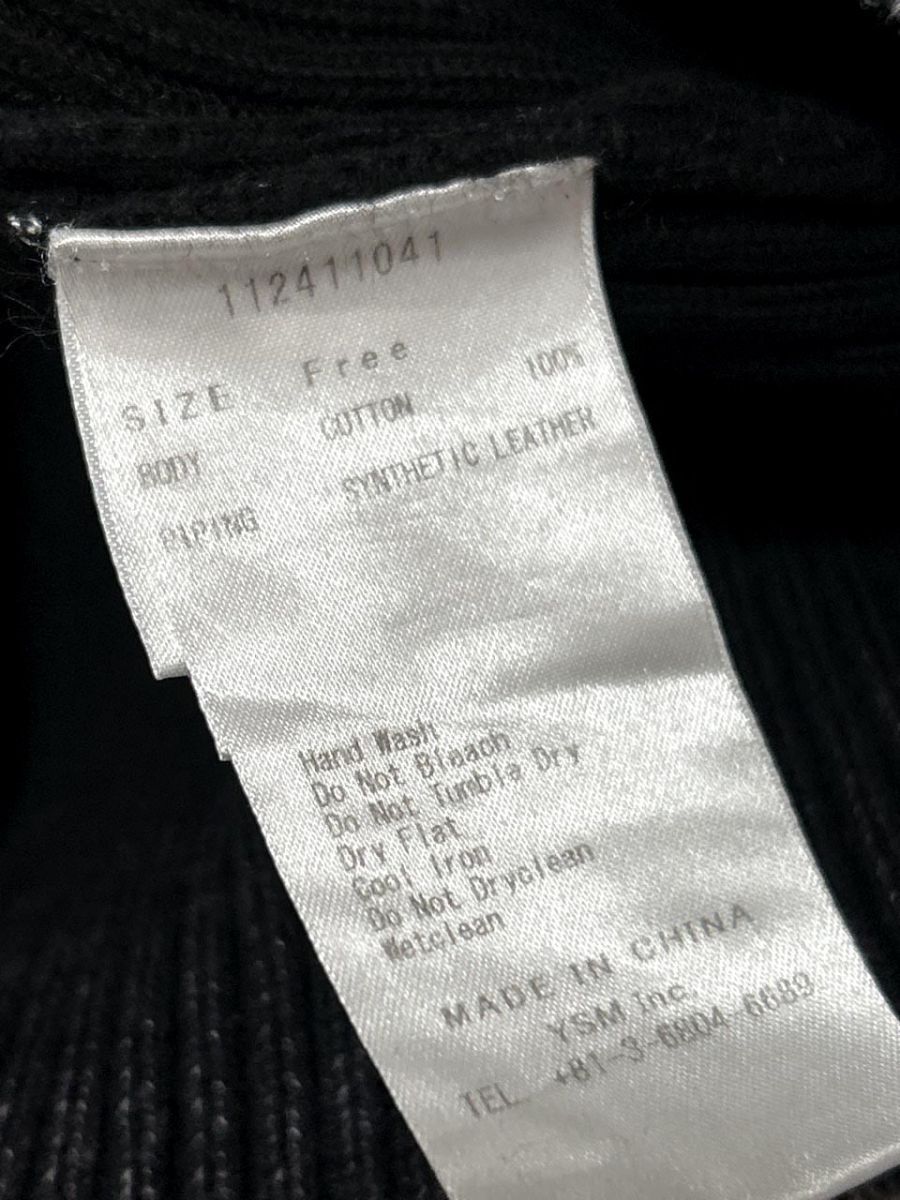 112411041
SIZE Free
BODY COTTON 100%
PIPING SYNTHETIC LEATHER
Hand Wash
Do Not Bleach
Do Not Tumble Dry
Dry Flat
Cool Iron
Do Not Dryclean
Wetclean
MADE IN CHINA
YSM Inc.
TEL. +81-3-6804-6689